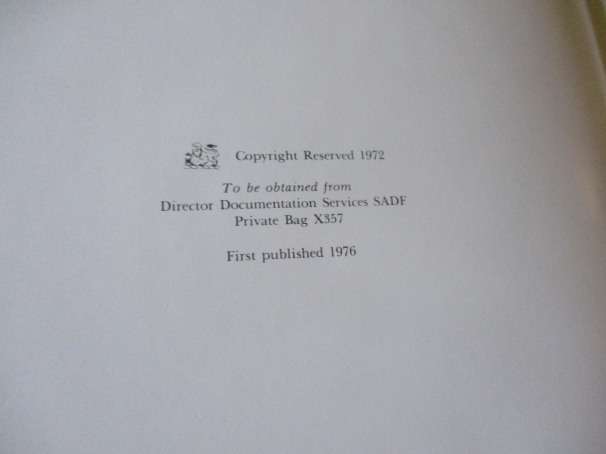 Copyright Reserved 1972
To be obtained from
Director Documentation Services SADF
Private Bag X357
First published 1976